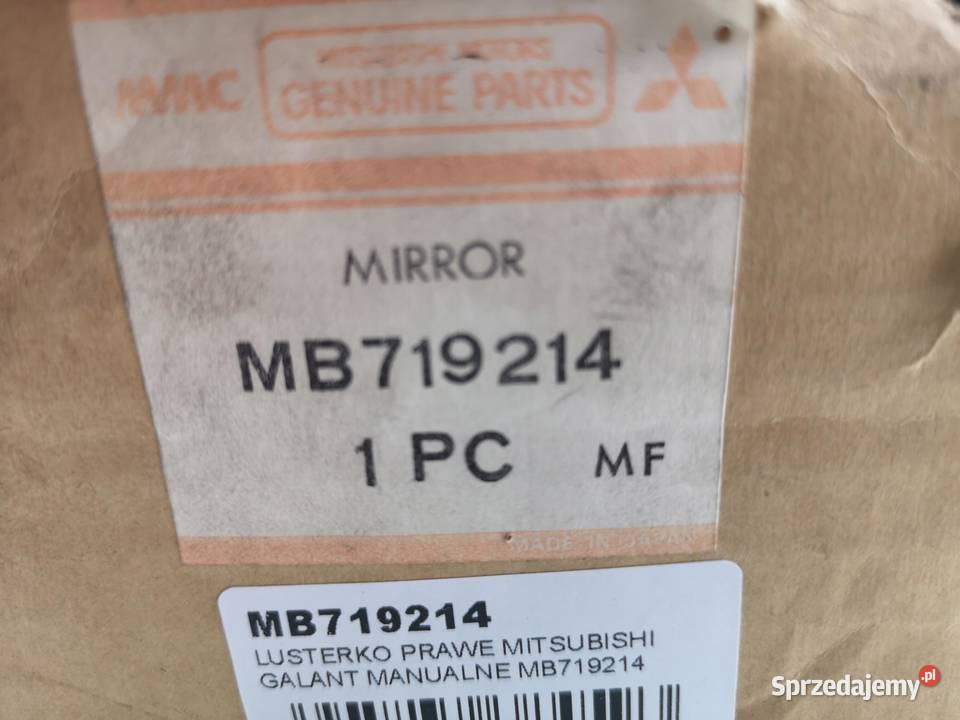 MITSUBISHI MOTORS
MMC GENUINE PARTS
MIRROR
MB719214
1 PC MF
MADE IN JAPAN
MB719214
LUSTERKO PRAWE MITSUBISHI
GALANT MANUALNE MB719214
Sprzedajemy.pl